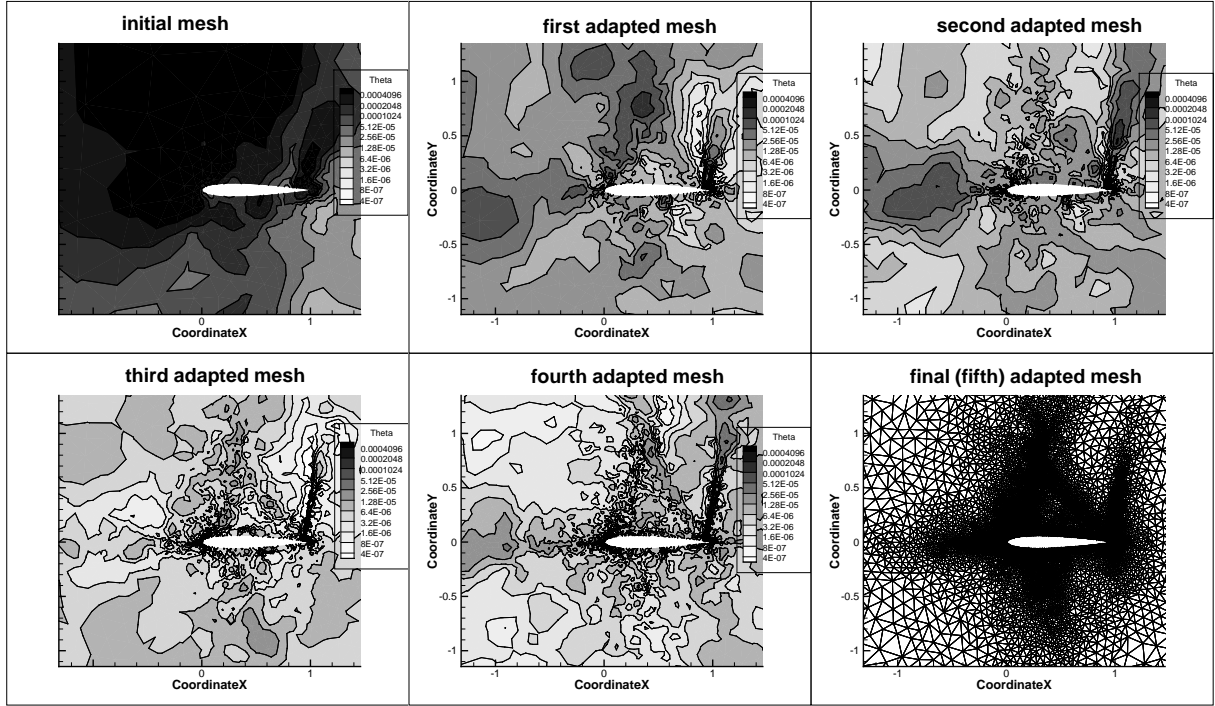 initial mesh
Theta
0.0004096
0.0002048
0.0001024
5.12E-05
2.56E-05
1.28E-05
6.4E-06
3.2E-06
1.6E-06
8E-07
4E-07
0 1
CoordinateX
first adapted mesh
CoordinateY
1
0.5
0
-0.5
-1
Theta
0.0004096
0.0002048
0.0001024
5.12E-05
2.56E-05
1.28E-05
6.4E-06
3.2E-06
1.6E-06
8E-07
4E-07
-1 0 1
CoordinateX
second adapted mesh
CoordinateY
1
0.5
0
-0.5
-1
Theta
0.0004096
0.0002048
0.0001024
5.12E-05
2.56E-05
1.28E-05
6.4E-06
3.2E-06
1.6E-06
8E-07
4E-07
-1 0 1
CoordinateX
third adapted mesh
Theta
0.0004096
0.0002048
0.0001024
5.12E-05
2.56E-05
1.28E-05
6.4E-06
3.2E-06
1.6E-06
8E-07
4E-07
0 1
CoordinateX
fourth adapted mesh
CoordinateY
1
0.5
0
-0.5
-1
Theta
0.0004096
0.0002048
0.0001024
5.12E-05
2.56E-05
1.28E-05
6.4E-06
3.2E-06
1.6E-06
8E-07
4E-07
-1 0 1
CoordinateX
final (fifth) adapted mesh
CoordinateY
1
0.5
0
-0.5
-1
-1 0 1
CoordinateX